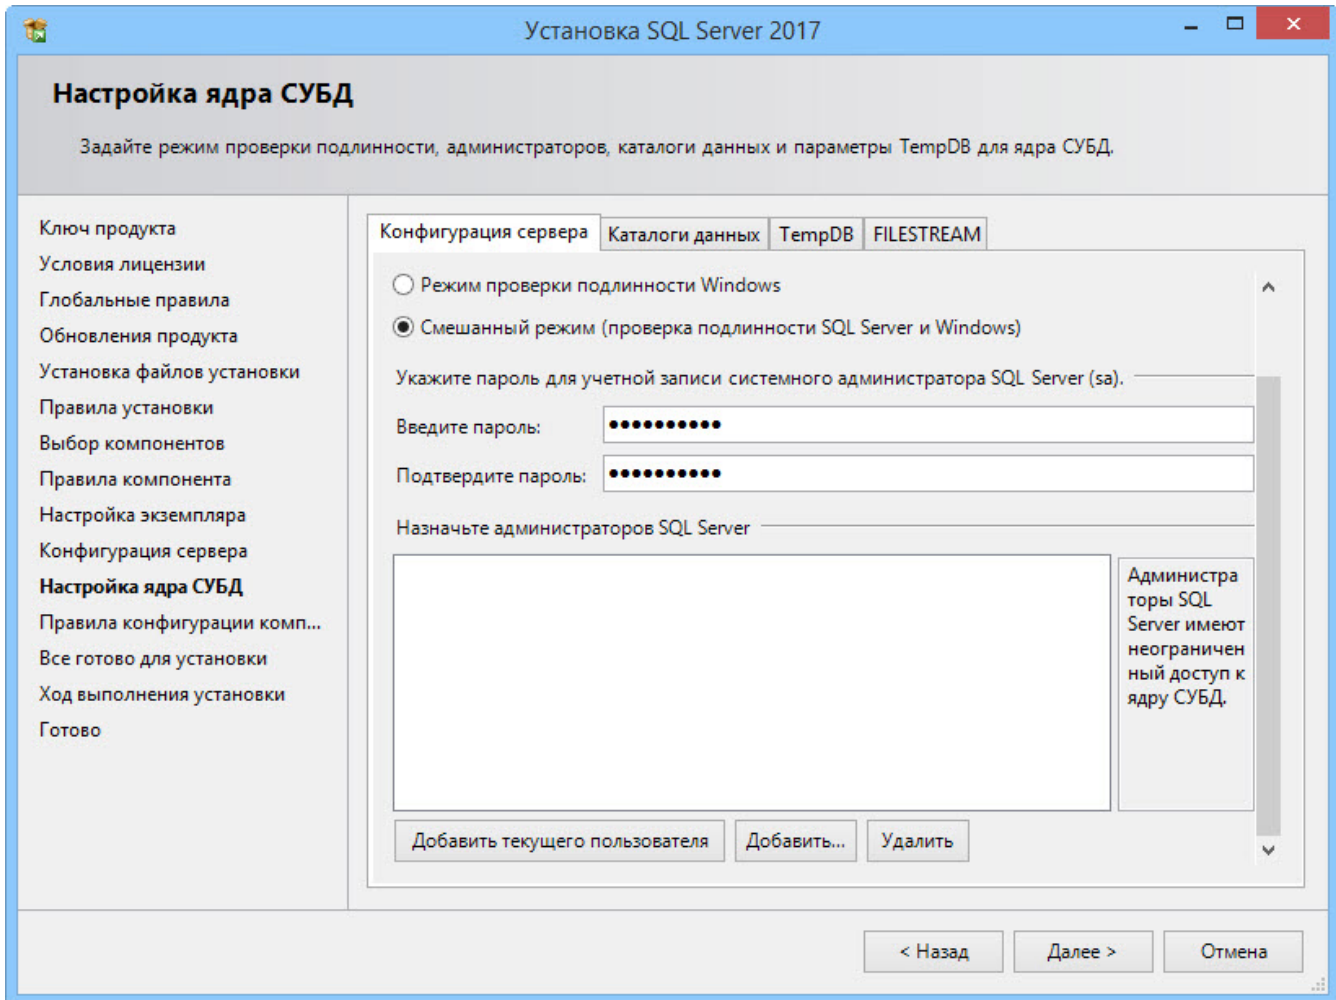 Установка SQL Server 2017
Настройка ядра СУБД
Задайте режим проверки подлинности, администраторов, каталоги данных и параметры TempDB для ядра СУБД.
Ключ продукта
Условия лицензии
Глобальные правила
Обновления продукта
Установка файлов установки
Правила установки
Выбор компонентов
Правила компонента
Настройка экземпляра
Конфигурация сервера
Настройка ядра СУБД
Правила конфигурации комп...
Все готово для установки
Ход выполнения установки
Готово
Конфигурация сервера Каталоги данных TempDB FILESTREAM
Режим проверки подлинности Windows
Смешанный режим (проверка подлинности SQL Server и Windows)
Укажите пароль для учетной записи системного администратора SQL Server (sa).
Введите пароль: ●●●●●●●●●●
Подтвердите пароль: ●●●●●●●●●●
Назначьте администраторов SQL Server
Администра
торы SQL
Server имеют
неограничен
ный доступ к
ядру СУБД.
Добавить текущего пользователя Добавить... Удалить
< Назад Далее > Отмена